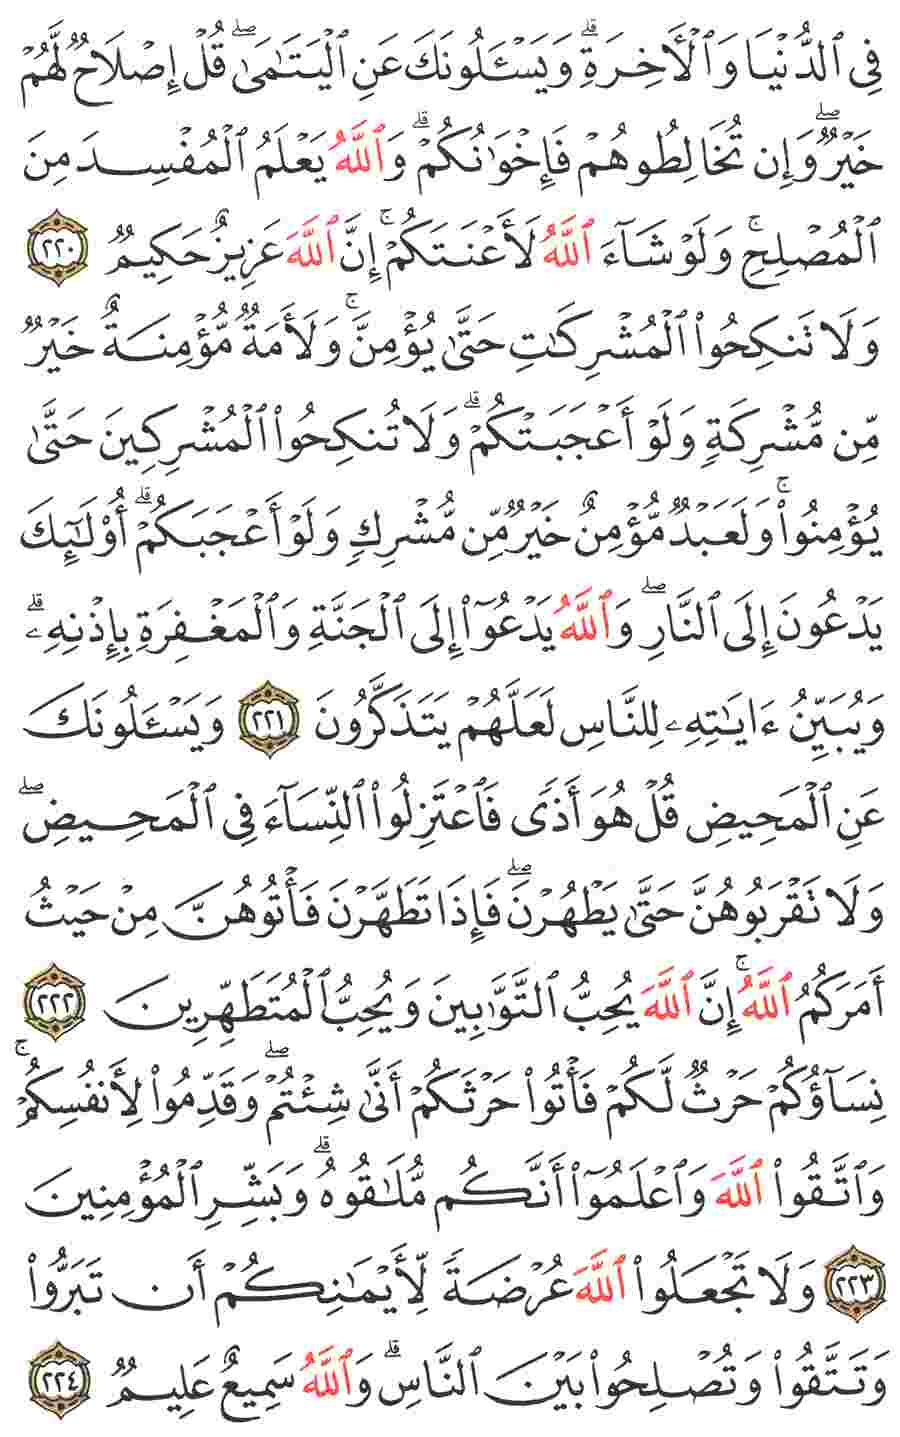 فِي ٱلدُّنۡيَا وَٱلۡأٓخِرَةِۗ وَيَسۡـَٔلُونَكَ عَنِ ٱلۡيَتَٰمَىٰۖ قُلۡ إِصۡلَاحٞ لَّهُمۡ
خَيۡرٞۖ وَإِن تُخَالِطُوهُمۡ فَإِخۡوَٰنُكُمۡۚ وَٱللَّهُ يَعۡلَمُ ٱلۡمُفۡسِدَ مِنَ
ٱلۡمُصۡلِحِۚ وَلَوۡ شَآءَ ٱللَّهُ لَأَعۡنَتَكُمۡۚ إِنَّ ٱللَّهَ عَزِيزٌ حَكِيمٞ ٢٢٠
وَلَا تَنكِحُواْ ٱلۡمُشۡرِكَٰتِ حَتَّىٰ يُؤۡمِنَّۚ وَلَأَمَةٞ مُّؤۡمِنَةٌ خَيۡرٞ
مِّن مُّشۡرِكَةٖ وَلَوۡ أَعۡجَبَتۡكُمۡۗ وَلَا تُنكِحُواْ ٱلۡمُشۡرِكِينَ حَتَّىٰ
يُؤۡمِنُواْۚ وَلَعَبۡدٞ مُّؤۡمِنٌ خَيۡرٞ مِّن مُّشۡرِكٖ وَلَوۡ أَعۡجَبَكُمۡۗ أُوْلَٰٓئِكَ
يَدۡعُونَ إِلَى ٱلنَّارِۖ وَٱللَّهُ يَدۡعُوٓاْ إِلَى ٱلۡجَنَّةِ وَٱلۡمَغۡفِرَةِ بِإِذۡنِهِۦۖ
وَيُبَيِّنُ ءَايَٰتِهِۦ لِلنَّاسِ لَعَلَّهُمۡ يَتَذَكَّرُونَ ٢٢١ وَيَسۡـَٔلُونَكَ
عَنِ ٱلۡمَحِيضِۖ قُلۡ هُوَ أَذٗى فَٱعۡتَزِلُواْ ٱلنِّسَآءَ فِي ٱلۡمَحِيضِۖ
وَلَا تَقۡرَبُوهُنَّ حَتَّىٰ يَطۡهُرۡنَۖ فَإِذَا تَطَهَّرۡنَ فَأۡتُوهُنَّ مِنۡ حَيۡثُ
أَمَرَكُمُ ٱللَّهُۚ إِنَّ ٱللَّهَ يُحِبُّ ٱلتَّوَّٰبِينَ وَيُحِبُّ ٱلۡمُتَطَهِّرِينَ ٢٢٢
نِسَآؤُكُمۡ حَرۡثٞ لَّكُمۡ فَأۡتُواْ حَرۡثَكُمۡ أَنَّىٰ شِئۡتُمۡۖ وَقَدِّمُواْ لِأَنفُسِكُمۡۚ
وَٱتَّقُواْ ٱللَّهَ وَٱعۡلَمُوٓاْ أَنَّكُم مُّلَٰقُوهُۗ وَبَشِّرِ ٱلۡمُؤۡمِنِينَ
٢٢٣ وَلَا تَجۡعَلُواْ ٱللَّهَ عُرۡضَةٗ لِّأَيۡمَٰنِكُمۡ أَن تَبَرُّواْ
وَتَتَّقُواْ وَتُصۡلِحُواْ بَيۡنَ ٱلنَّاسِۗ وَٱللَّهُ سَمِيعٌ عَلِيمٞ ٢٢٤